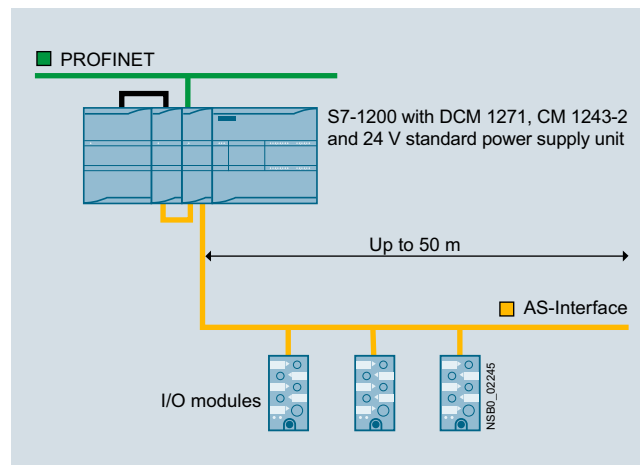 PROFINET
S7-1200 with DCM 1271, CM 1243-2
and 24 V standard power supply unit
Up to 50 m
AS-Interface
I/O modules
NSB0_02245